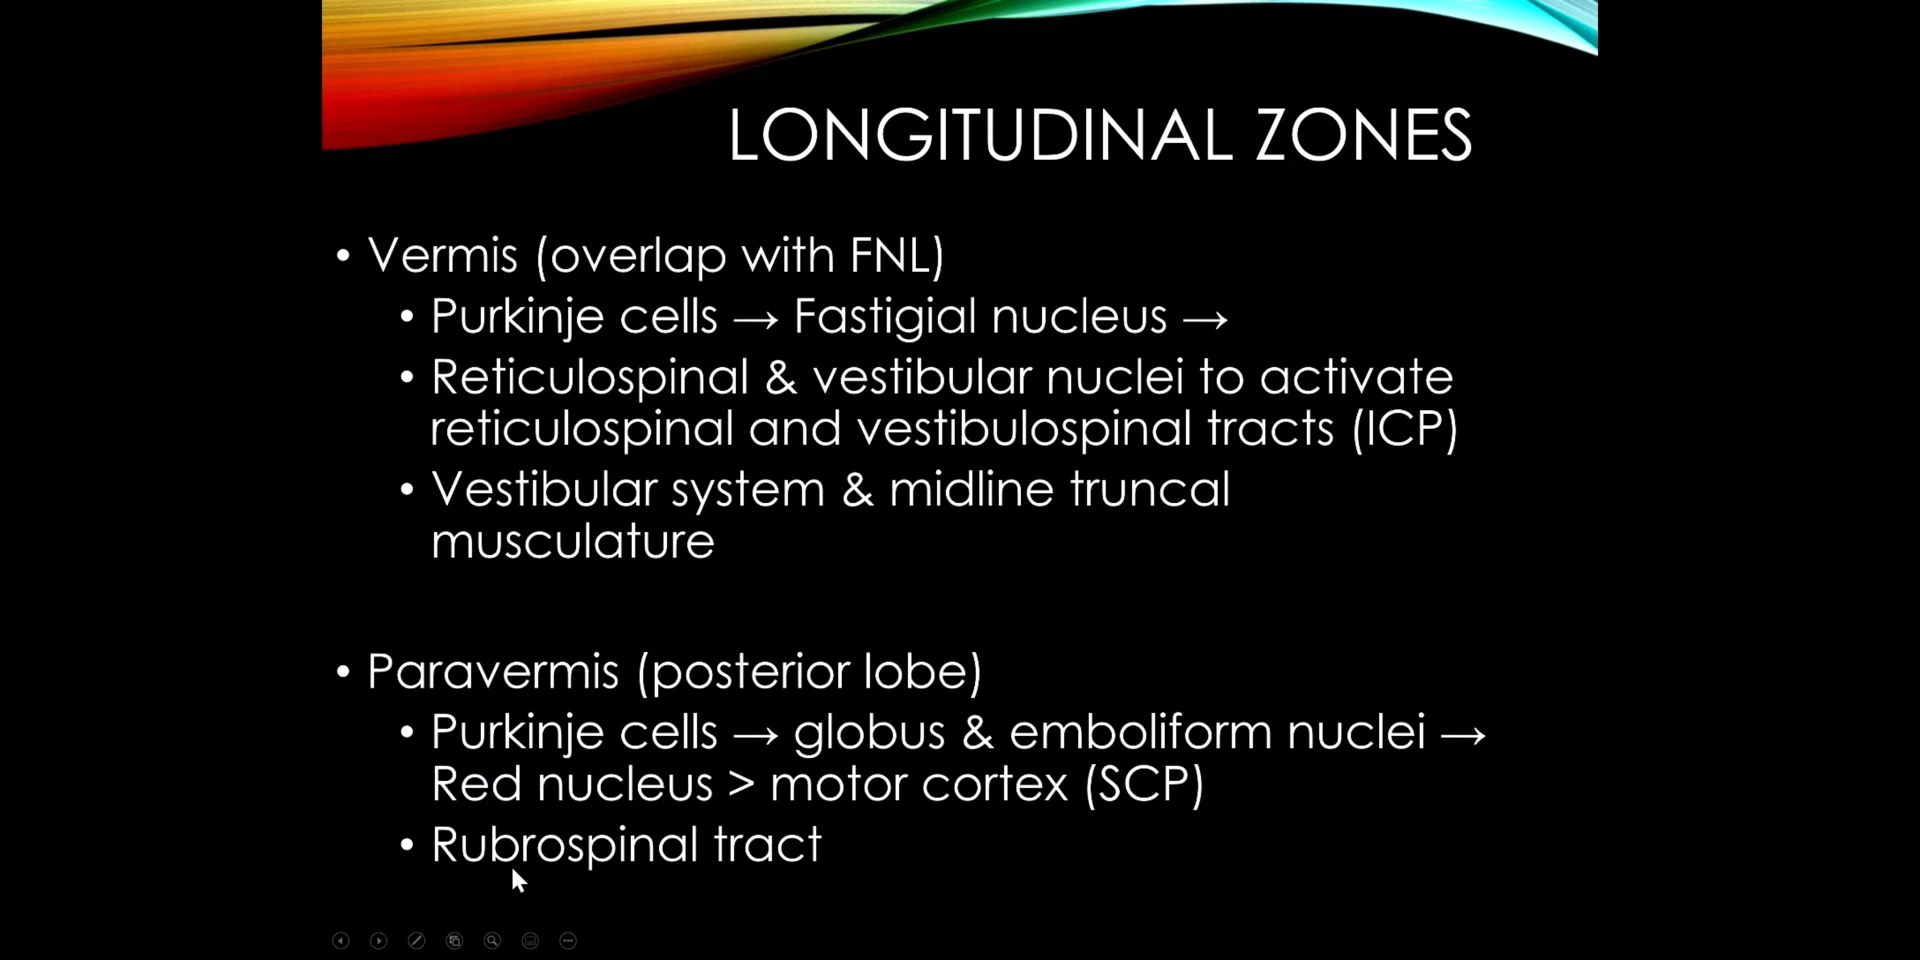 LONGITUDINAL ZONES
• Vermis (overlap with FNL)
• Purkinje cells → Fastigial nucleus →
• Reticulospinal & vestibular nuclei to activate
reticulospinal and vestibulospinal tracts (ICP)
• Vestibular system & midline truncal
musculature
• Paravermis (posterior lobe)
• Purkinje cells → globus & emboliform nuclei →
Red nucleus > motor cortex (SCP)
• Rubrospinal tract